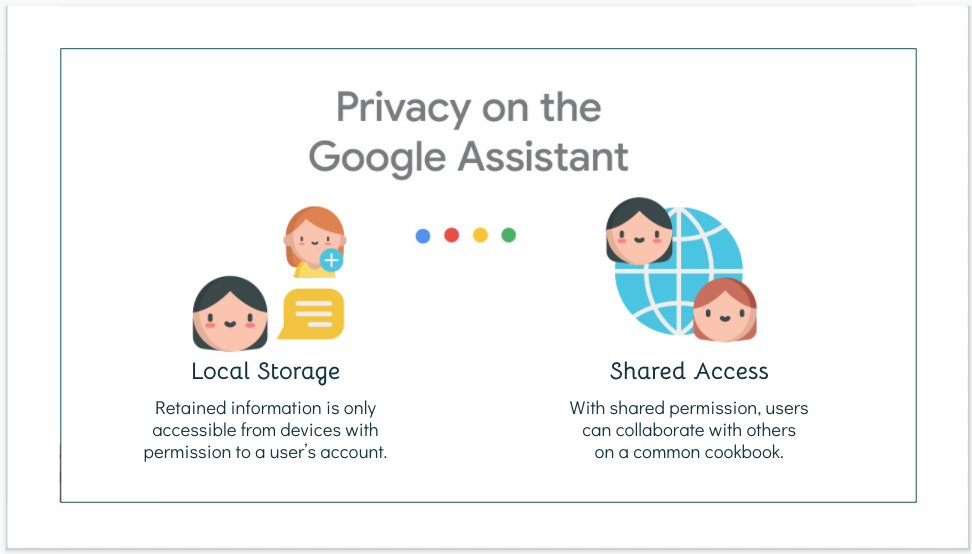 Privacy on the
Google Assistant
Local Storage
Retained information is only
accessible from devices with
permission to a user's account.
Shared Access
With shared permission, users
can collaborate with others
on a common cookbook.